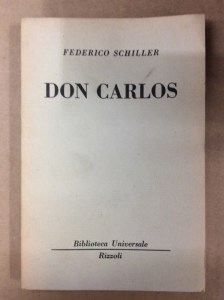 FEDERICO SCHILLER
DON CARLOS
Biblioteca Universale
Rizzoli